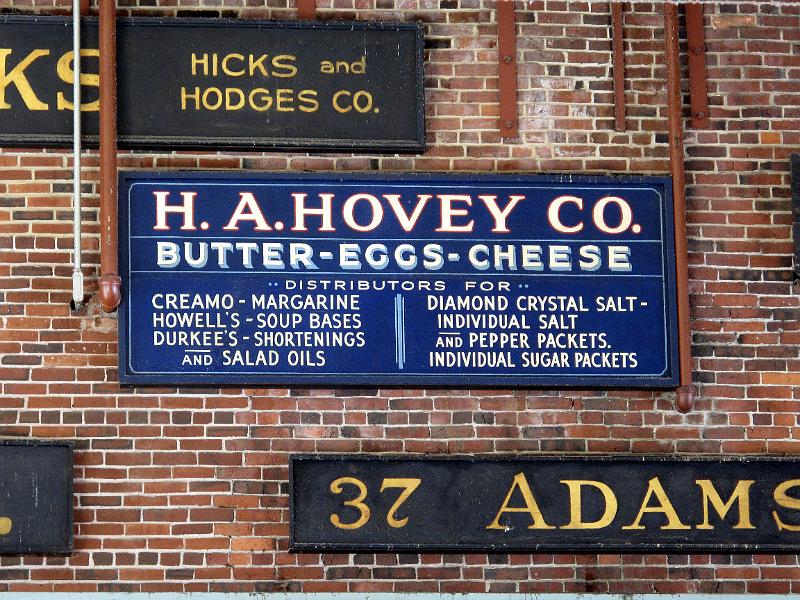 KS
HICKS and
HODGES CO.
H. A. HOVEY CO.
BUTTER-EGGS-CHEESE
DISTRIBUTORS FOR
CREAMO - MARGARINE
HOWELL'S - SOUP BASES
DURKEE'S - SHORTENINGS
AND SALAD OILS
DIAMOND CRYSTAL SALT-
INDIVIDUAL SALT
AND PEPPER PACKETS.
INDIVIDUAL SUGAR PACKETS
37 ADAMS